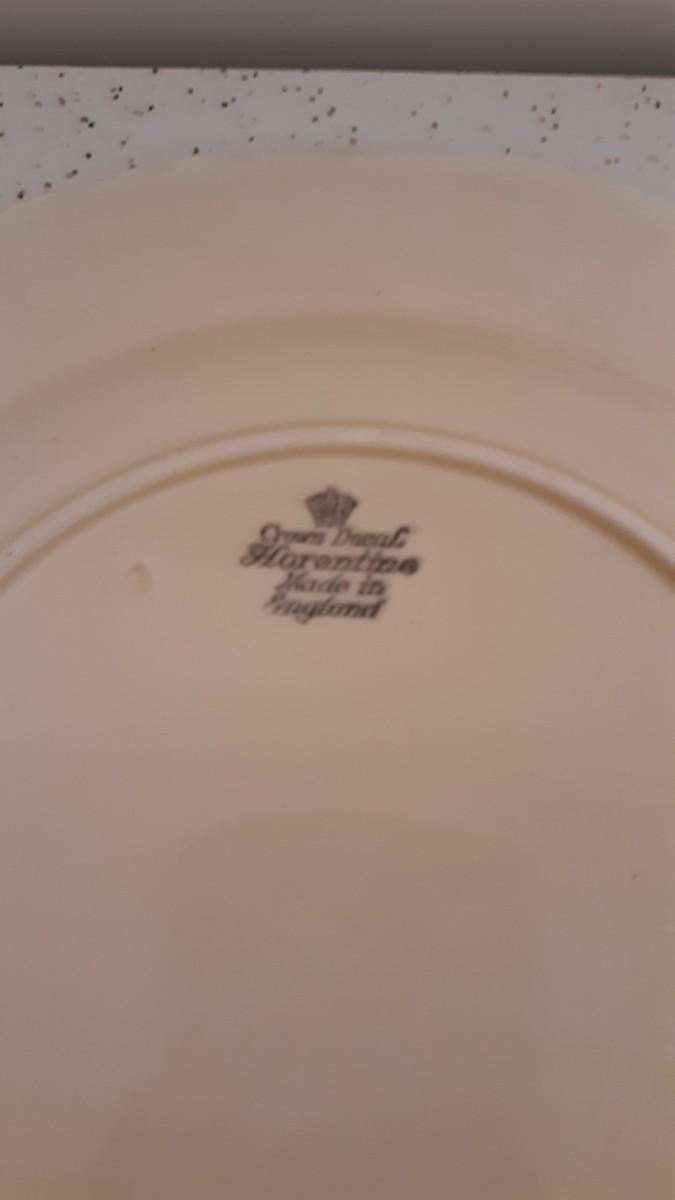 Crown Ducal
Florentine
Made in
England